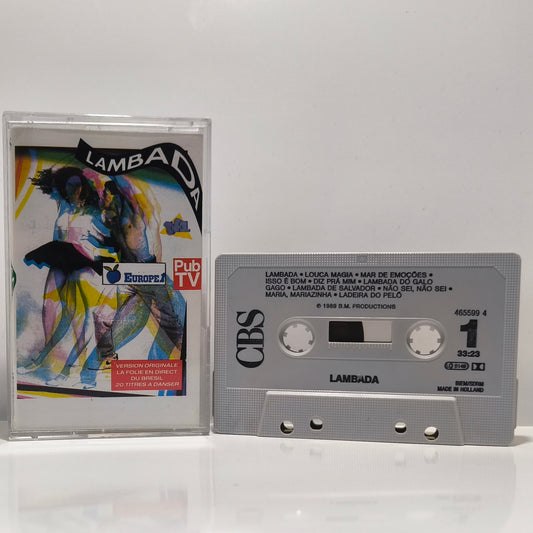 LAMBADA
EUROPE 1
Pub
TV
VERSION ORIGINALE
LA FOLIE EN DIRECT
DU BRESIL
20 TITRES A DANSER
CBS
LAMBADA • LOUCA MAGIA • MAR DE EMOÇÕES •
ISSO É BOM • DIZ PRÁ MIM • LAMBADA DO GALO
GAGO • LAMBADA DE SALVADOR • NÃO SEI, NÃO SEI •
MARIA, MARIAZINHA • LADEIRA DO PELÔ
℗ 1989 B.M. PRODUCTIONS
465599 4
1
33:23
LAMBADA
BIEM/SDRM
MADE IN HOLLAND